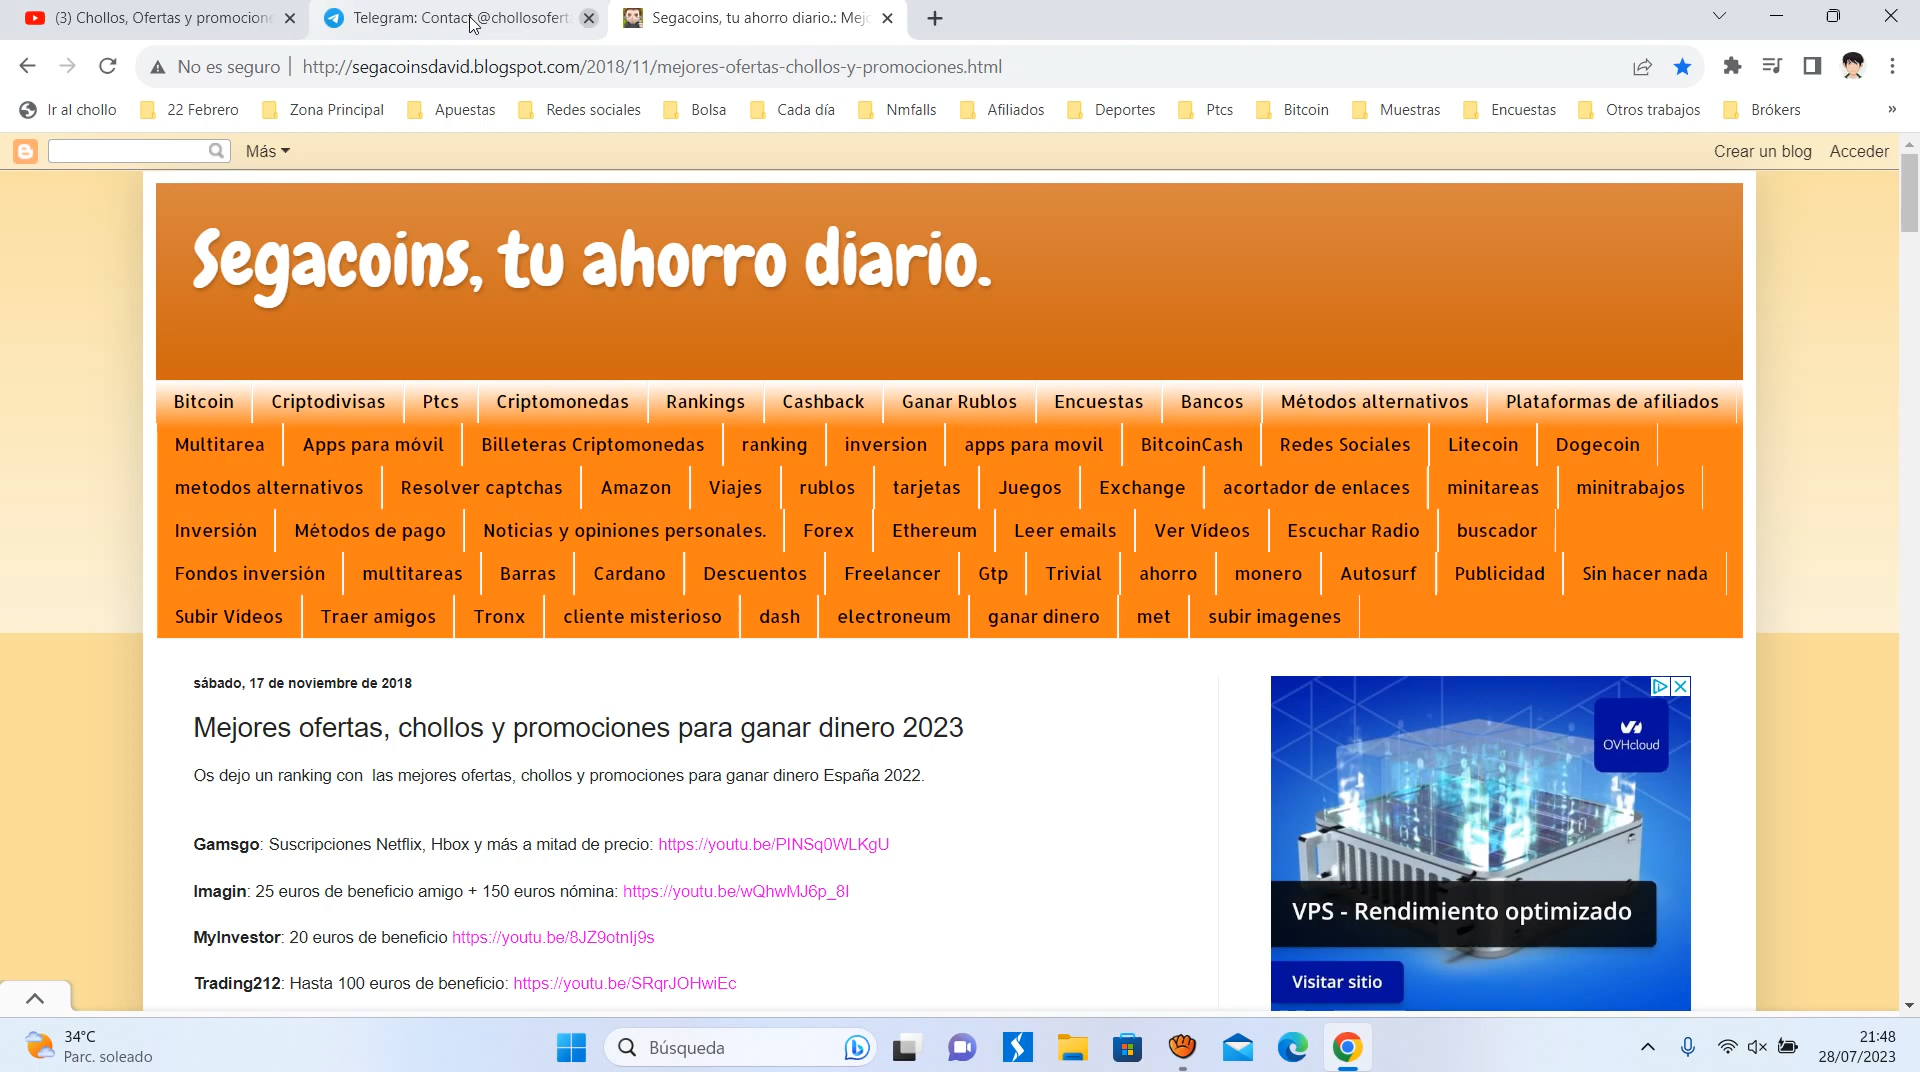 (3) Chollos, Ofertas y promocione
Telegram: Contact @chollosofert
Segacoins, tu ahorro diario.: Mejo
No es seguro
http://segacoinsdavid.blogspot.com/2018/11/mejores-ofertas-chollos-y-promociones.html
Ir al chollo
22 Febrero
Zona Principal
Apuestas
Redes sociales
Bolsa
Cada día
Nmfalls
Afiliados
Deportes
Ptcs
Bitcoin
Muestras
Encuestas
Otros trabajos
Brókers
»
Más
Crear un blog
Acceder
Segacoins, tu ahorro diario.
Bitcoin Criptodivisas Ptcs Criptomonedas Rankings Cashback Ganar Rublos Encuestas Bancos Métodos alternativos Plataformas de afiliados
Multitarea Apps para móvil Billeteras Criptomonedas ranking inversion apps para movil BitcoinCash Redes Sociales Litecoin Dogecoin
metodos alternativos Resolver captchas Amazon Viajes rublos tarjetas Juegos Exchange acortador de enlaces minitareas minitrabajos
Inversión Métodos de pago Noticias y opiniones personales. Forex Ethereum Leer emails Ver Vídeos Escuchar Radio buscador
Fondos inversión multitareas Barras Cardano Descuentos Freelancer Gtp Trivial ahorro monero Autosurf Publicidad Sin hacer nada
Subir Vídeos Traer amigos Tronx cliente misterioso dash electroneum ganar dinero met subir imagenes
sábado, 17 de noviembre de 2018
Mejores ofertas, chollos y promociones para ganar dinero 2023
Os dejo un ranking con las mejores ofertas, chollos y promociones para ganar dinero España 2022.
Gamsgo: Suscripciones Netflix, Hbox y más a mitad de precio: https://youtu.be/PINSq0WLKgU
Imagin: 25 euros de beneficio amigo + 150 euros nómina: https://youtu.be/wQhwMJ6p_8I
MyInvestor: 20 euros de beneficio https://youtu.be/8JZ9otnIj9s
Trading212: Hasta 100 euros de beneficio: https://youtu.be/SRqrJOHwiEc
OVHcloud
VPS - Rendimiento optimizado
Visitar sitio
34°C
Parc. soleado
Búsqueda
21:48
28/07/2023